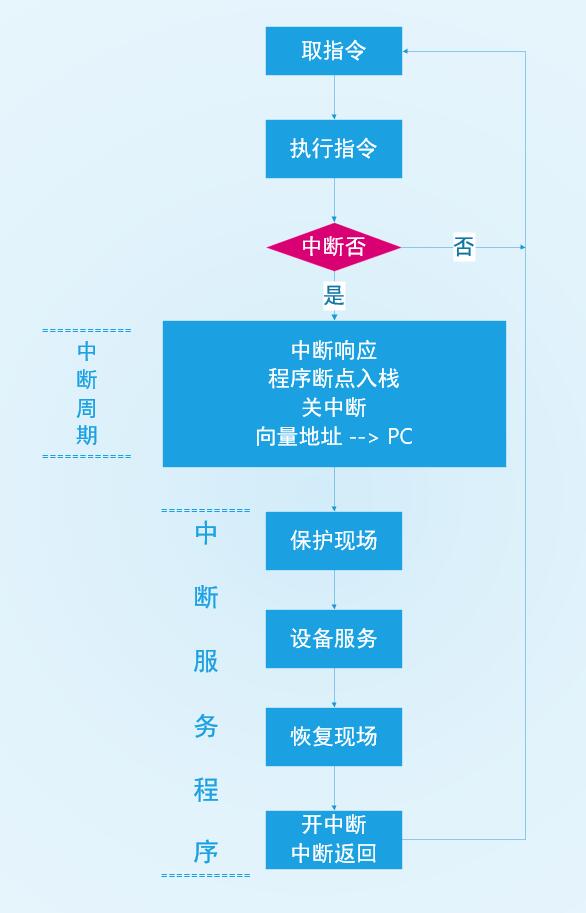 取指令
执行指令
中断否
否
是
中断周期
中断响应
程序断点入栈
关中断
向量地址 --> PC
中断服务程序
保护现场
设备服务
恢复现场
开中断
中断返回